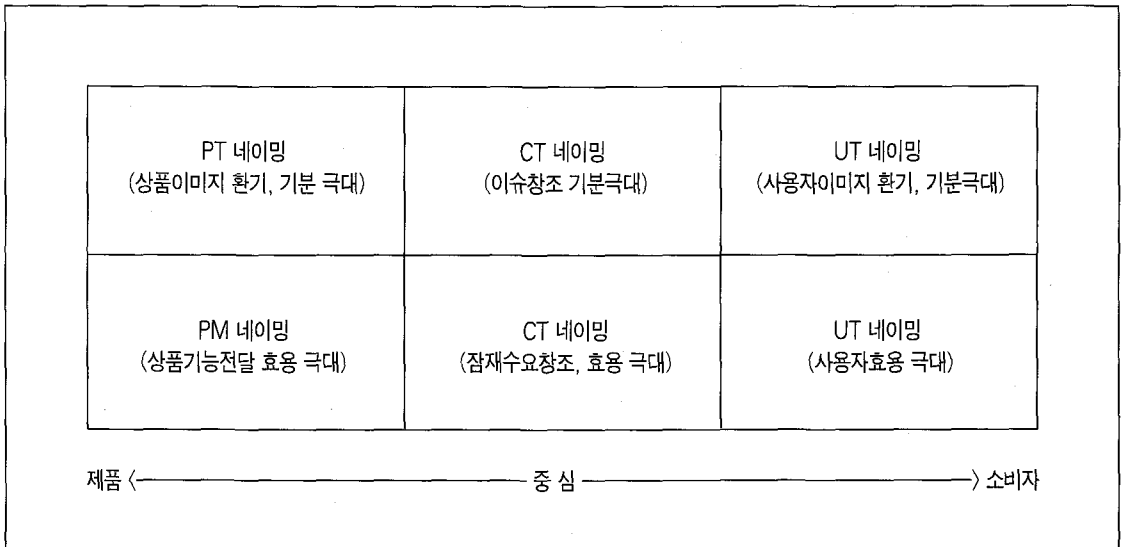 PT 네이밍
(상품이미지 환기, 기분 극대)
CT 네이밍
(이슈창조 기분극대)
UT 네이밍
(사용자이미지 환기, 기분극대)
PM 네이밍
(상품기능전달 효용 극대)
CT 네이밍
(잠재수요창조, 효용 극대)
UT 네이밍
(사용자효용 극대)
제품 〈 중 심 〉 소비자